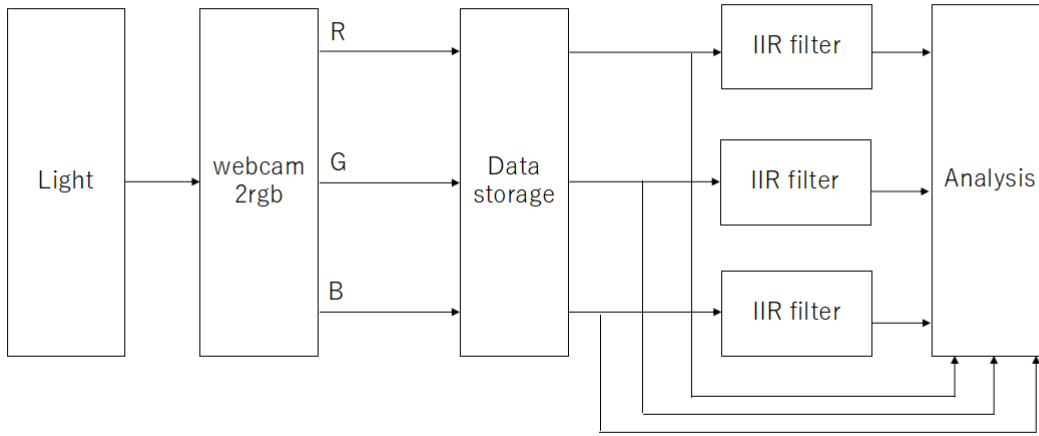 Light
webcam
2rgb
R
G
B
Data
storage
IIR filter
IIR filter
IIR filter
Analysis